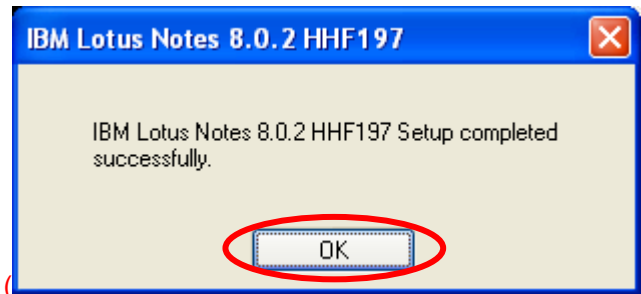 IBM Lotus Notes 8.0.2 HHF197
IBM Lotus Notes 8.0.2 HHF197 Setup completed
successfully.
OK
(